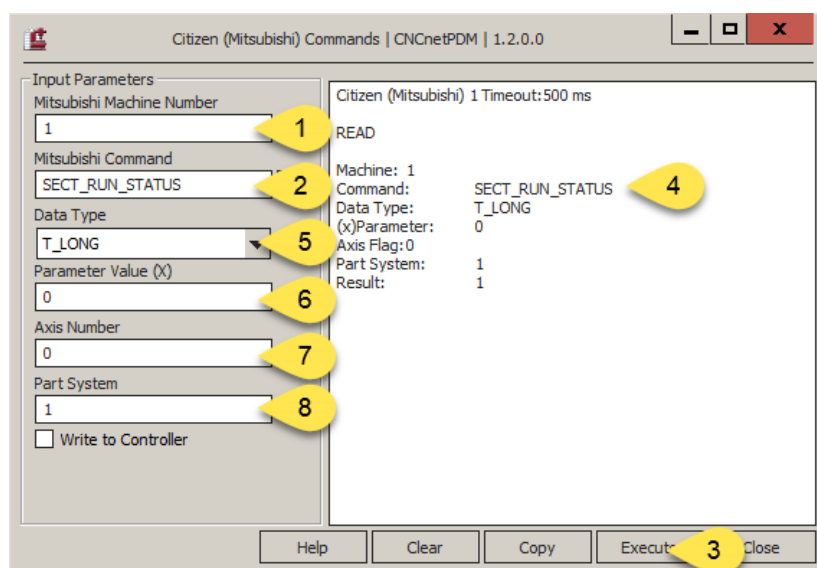 Citizen (Mitsubishi) Commands | CNCnetPDM | 1.2.0.0
Input Parameters
Mitsubishi Machine Number
1
1
Mitsubishi Command
SECT_RUN_STATUS
2
Data Type
T_LONG
5
Parameter Value (X)
0
6
Axis Number
0
7
Part System
1
8
Write to Controller
Citizen (Mitsubishi) 1 Timeout:500 ms
READ
Machine: 1
Command: SECT_RUN_STATUS
4
Data Type: T_LONG
(x)Parameter: 0
Axis Flag:0
Part System: 1
Result: 1
Help Clear Copy Execute 3 Close